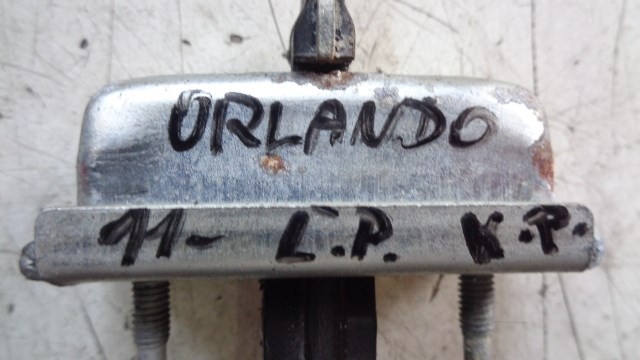 ORLANDO
11- L.P. K.P.